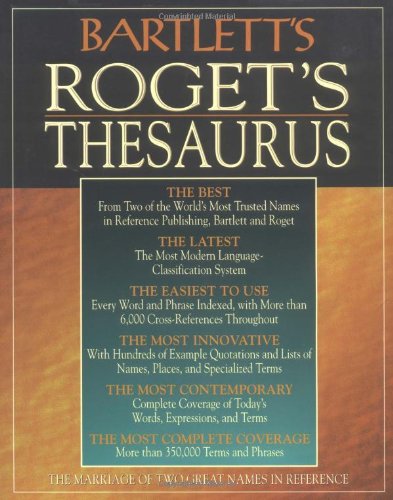 Copyrighted Material
BARTLETT'S
ROGET'S
THESAURUS
THE BEST
From Two of the World's Most Trusted Names
in Reference Publishing, Bartlett and Roget
THE LATEST
The Most Modern Language-
Classification System
THE EASIEST TO USE
Every Word and Phrase Indexed, with More than
6,000 Cross-References Throughout
THE MOST INNOVATIVE
With Hundreds of Example Quotations and Lists of
Names, Places, and Specialized Terms
THE MOST CONTEMPORARY
Complete Coverage of Today's
Words, Expressions, and Terms
THE MOST COMPLETE COVERAGE
More than 350,000 Terms and Phrases
THE MARRIAGE OF TWO GREAT NAMES IN REFERENCE
Copyrighted Material